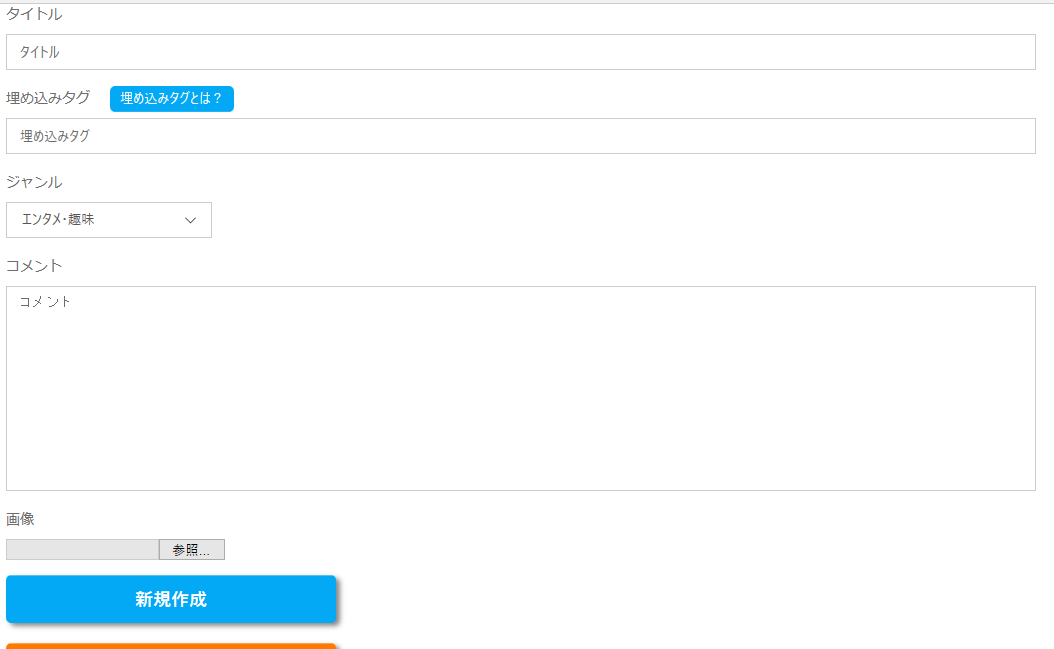 タイトル
タイトル
埋め込みタグ 埋め込みタグとは？
埋め込みタグ
ジャンル
エンタメ・趣味
コメント
コメント
画像
参照...
新規作成